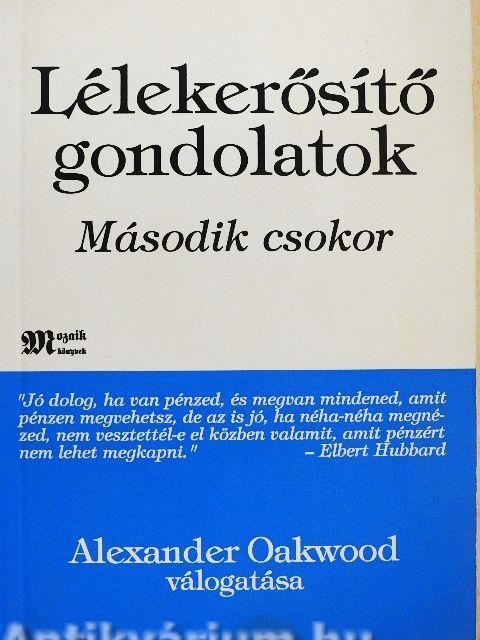 Lélekerősítő
gondolatok
Második csokor
Mozaik
könyvek
"Jó dolog, ha van pénzed, és megvan mindened, amit
pénzen megvehetsz, de az is jó, ha néha-néha megné-
zed, nem vesztettél-e el közben valamit, amit pénzért
nem lehet megkapni." – Elbert Hubbard
Alexander Oakwood
válogatása
Antikvárium.hu